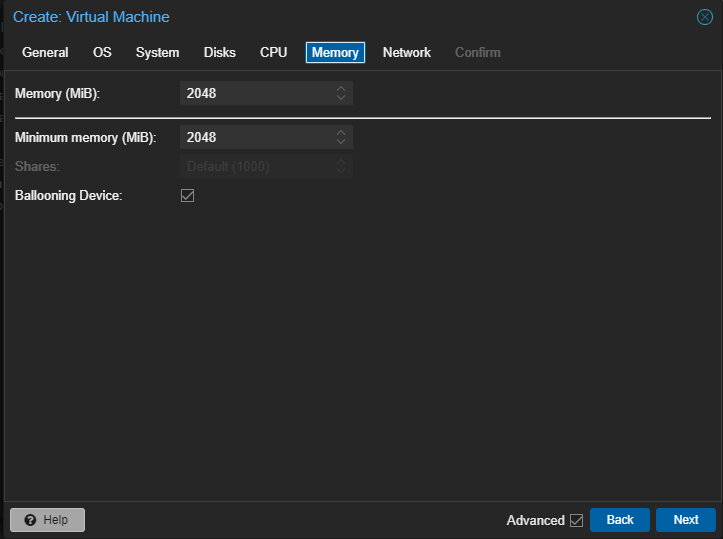 Create: Virtual Machine
General OS System Disks CPU Memory Network Confirm
Memory (MiB): 2048
Minimum memory (MiB): 2048
Shares: Default (1000)
Ballooning Device:
Help Advanced Back Next